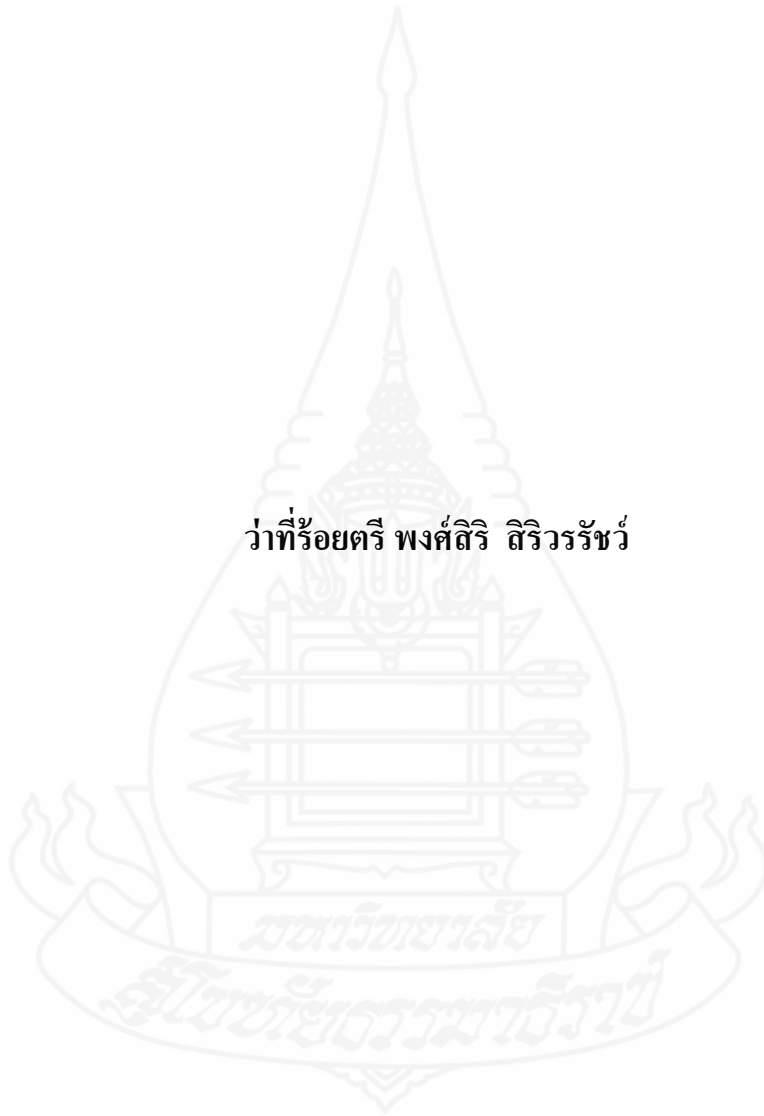 ว่าที่ร้อยตรี พงศ์สิริ  สิริวรรัชว์
มหาวิทยาลัย
สุโขทัยธรรมาธิราช